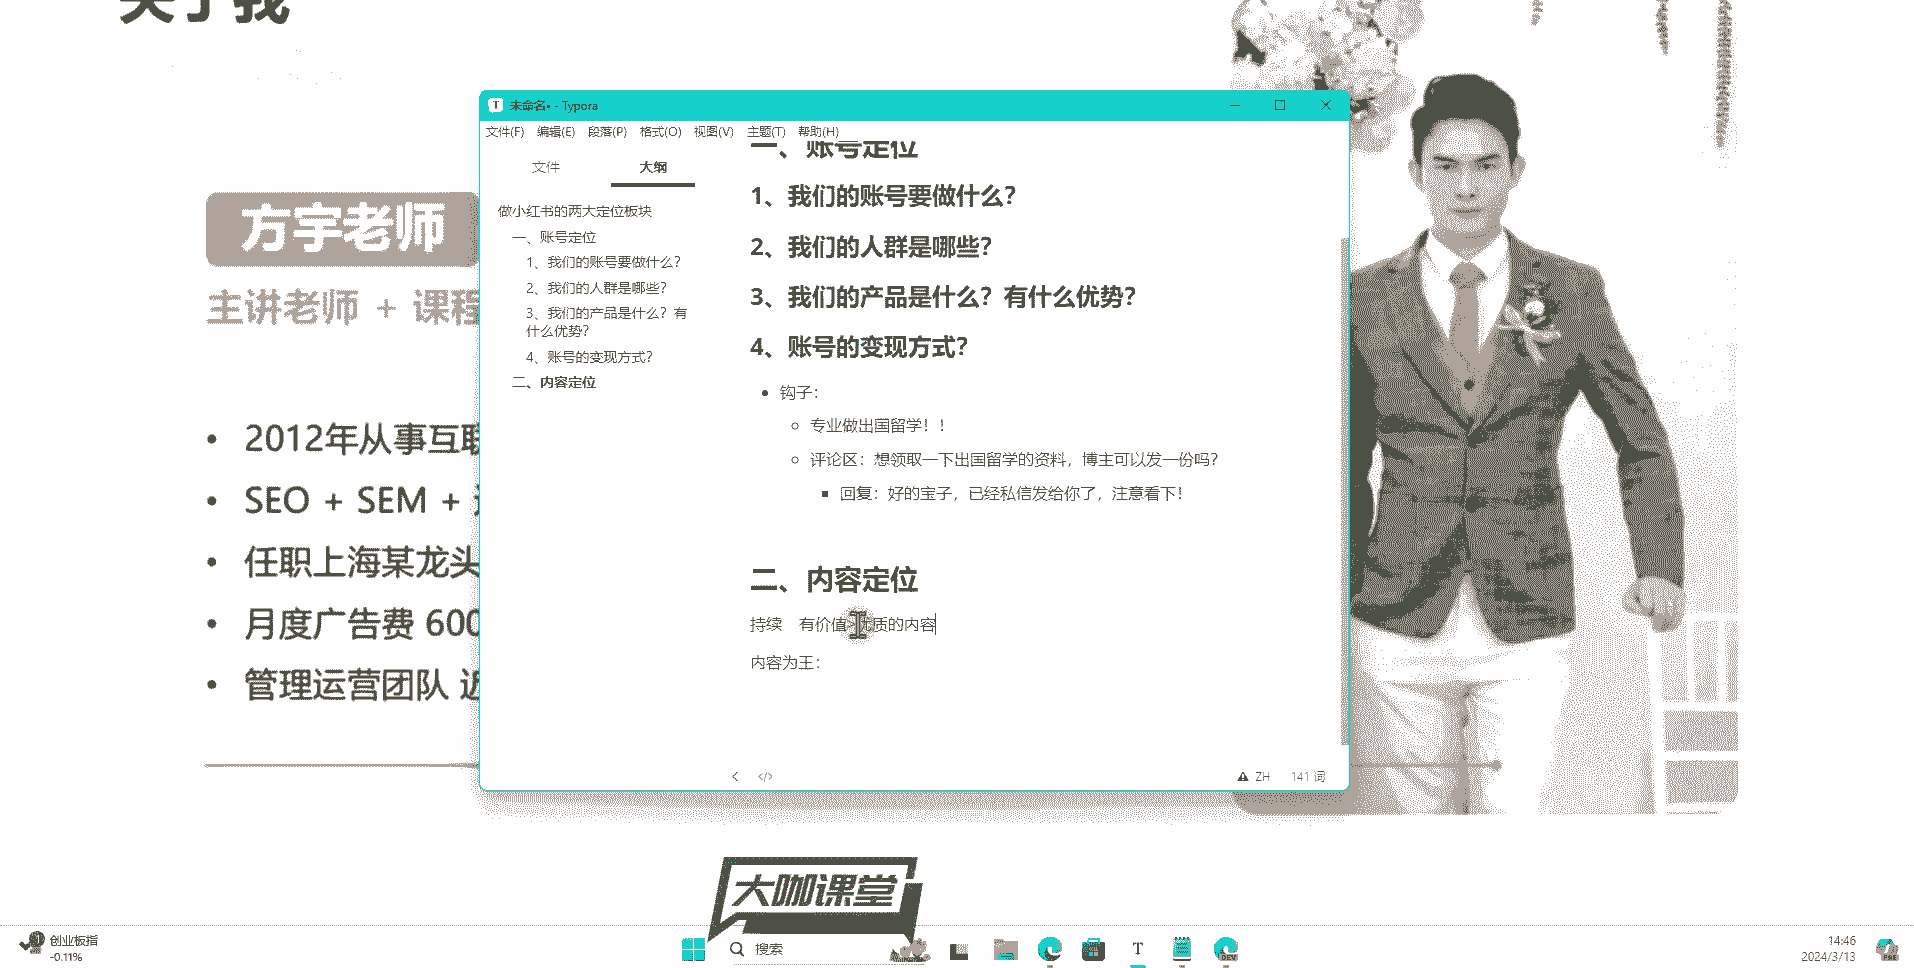 关于我
未命名• - Typora
文件(F) 编辑(E) 段落(P) 格式(O) 视图(V) 主题(T) 帮助(H)
文件 大纲
做小红书的两大定位板块
一、账号定位
1、我们的账号要做什么？
2、我们的人群是哪些？
3、我们的产品是什么？有
什么优势？
4、账号的变现方式？
二、内容定位
一、账号定位
1、我们的账号要做什么？
2、我们的人群是哪些？
3、我们的产品是什么？有什么优势？
4、账号的变现方式？
钩子：
专业做出国留学！！
评论区：想领取一下出国留学的资料，博主可以发一份吗？
回复：好的宝子，已经私信发给你了，注意看下！
二、内容定位
持续 有价值 优质的内容
内容为王：
ZH 141 词
方宇老师
主讲老师 + 课程
• 2012年从事互联
• SEO + SEM +
• 任职上海某龙头
• 月度广告费 600
• 管理运营团队 近
大咖课堂
创业板指
-0.11%
搜索
T
DEV
14:46
2024/3/13
PRE